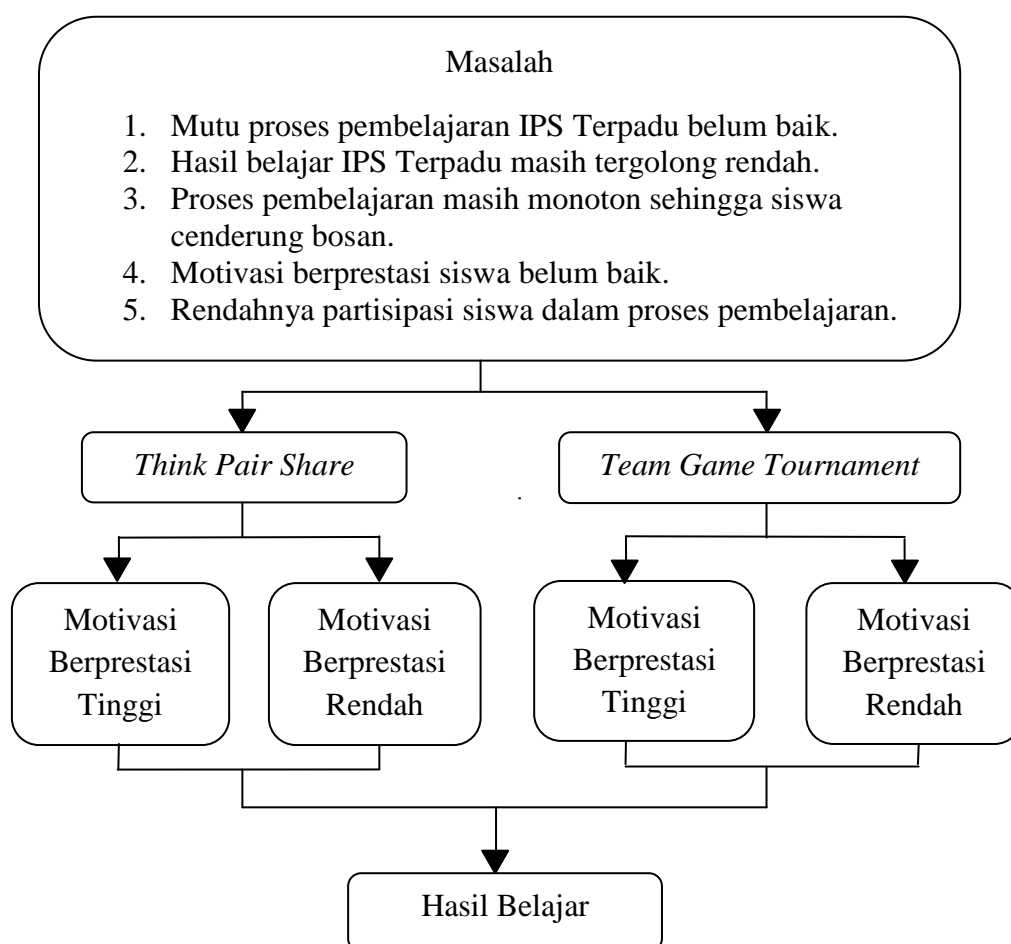 Masalah
1. Mutu proses pembelajaran IPS Terpadu belum baik.
2. Hasil belajar IPS Terpadu masih tergolong rendah.
3. Proses pembelajaran masih monoton sehingga siswa
cenderung bosan.
4. Motivasi berprestasi siswa belum baik.
5. Rendahnya partisipasi siswa dalam proses pembelajaran.
Think Pair Share
Team Game Tournament
Motivasi
Berprestasi
Tinggi
Motivasi
Berprestasi
Rendah
Motivasi
Berprestasi
Tinggi
Motivasi
Berprestasi
Rendah
Hasil Belajar